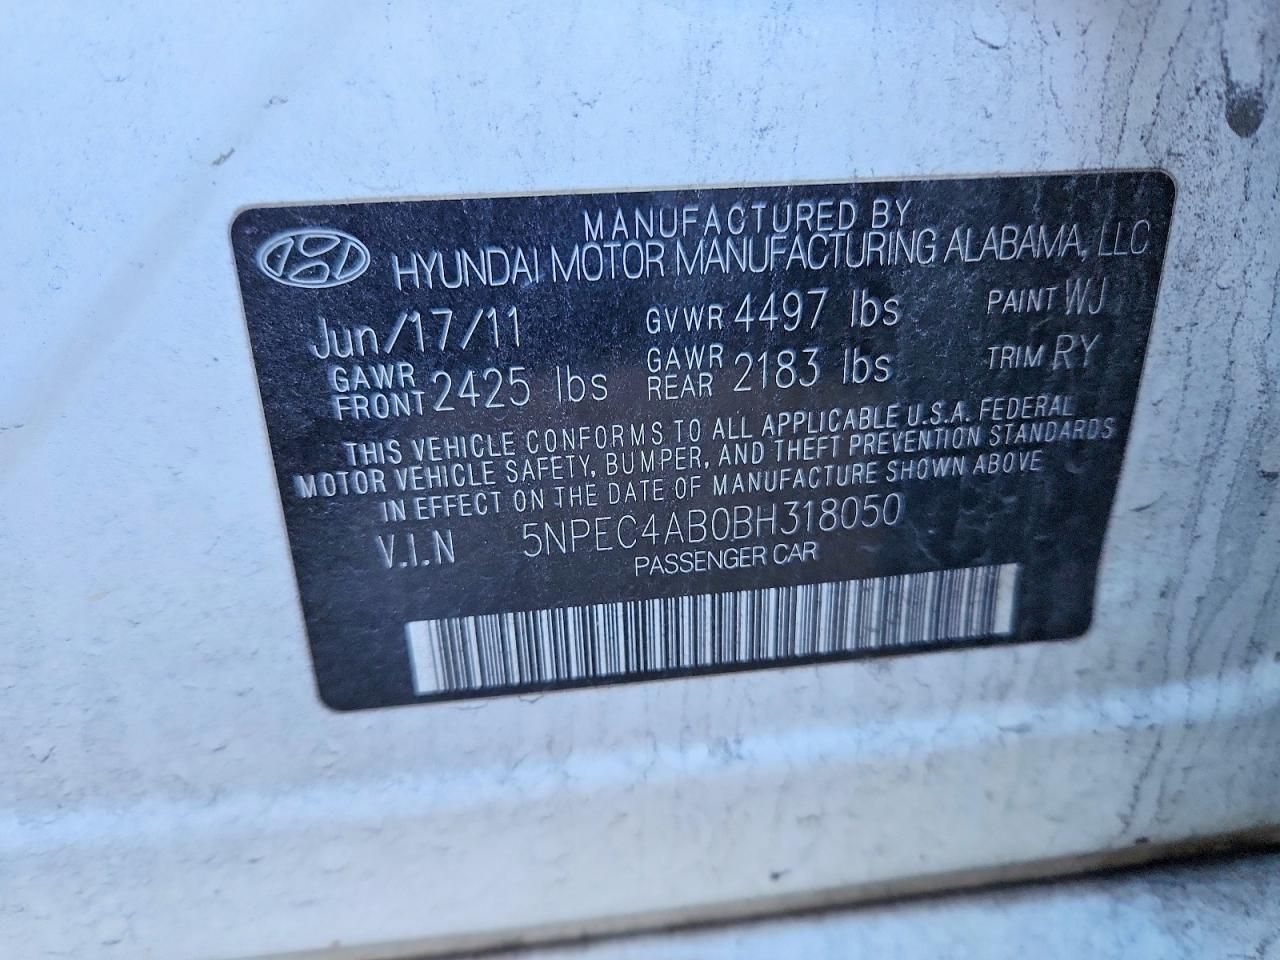 MANUFACTURED BY
HYUNDAI MOTOR MANUFACTURING ALABAMA, LLC
Jun/17/11 GVWR 4497 lbs PAINT WJ
GAWR FRONT 2425 lbs GAWR REAR 2183 lbs TRIM RY
THIS VEHICLE CONFORMS TO ALL APPLICABLE U.S.A. FEDERAL
MOTOR VEHICLE SAFETY, BUMPER, AND THEFT PREVENTION STANDARDS
IN EFFECT ON THE DATE OF MANUFACTURE SHOWN ABOVE
V.I.N 5NPEC4AB0BH318050
PASSENGER CAR